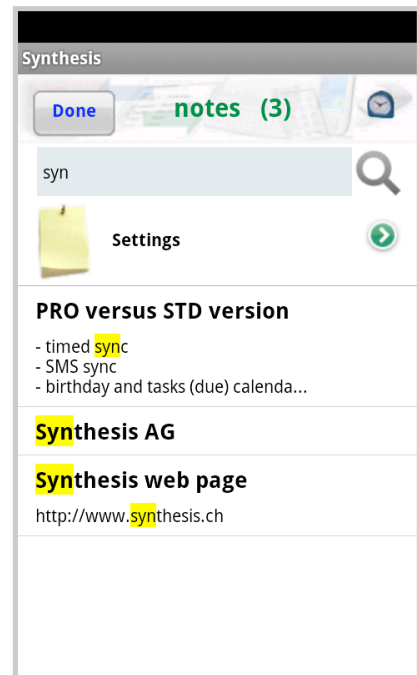 Synthesis
Done
notes (3)
syn
Settings
PRO versus STD version
- timed sync
- SMS sync
- birthday and tasks (due) calenda...
Synthesis AG
Synthesis web page
http://www.synthesis.ch